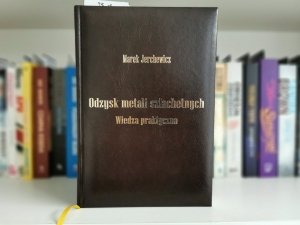 Marek Jerchewicz
Odzysk metali szlachetnych
Wiedza praktyczna